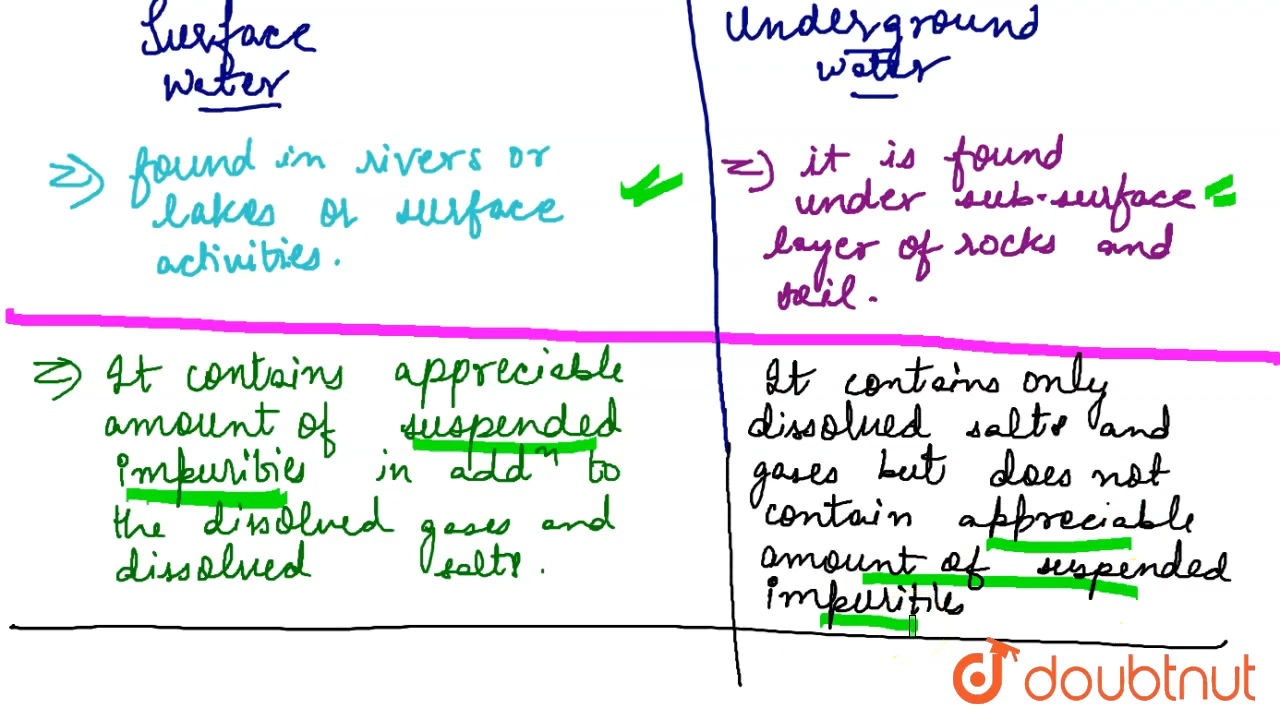 Surface
water
Underground
water
=) found in rivers or
lakes or surface
activities.
=) it is found
under sub-surface
layer of rocks and
soil.
=) It contains appreciable
amount of suspended
impurities in addⁿ to
the dissolved gases and
dissolved salts.
It contains only
dissolved salts and
gases but does not
contain appreciable
amount of suspended
impurities
doubtnut